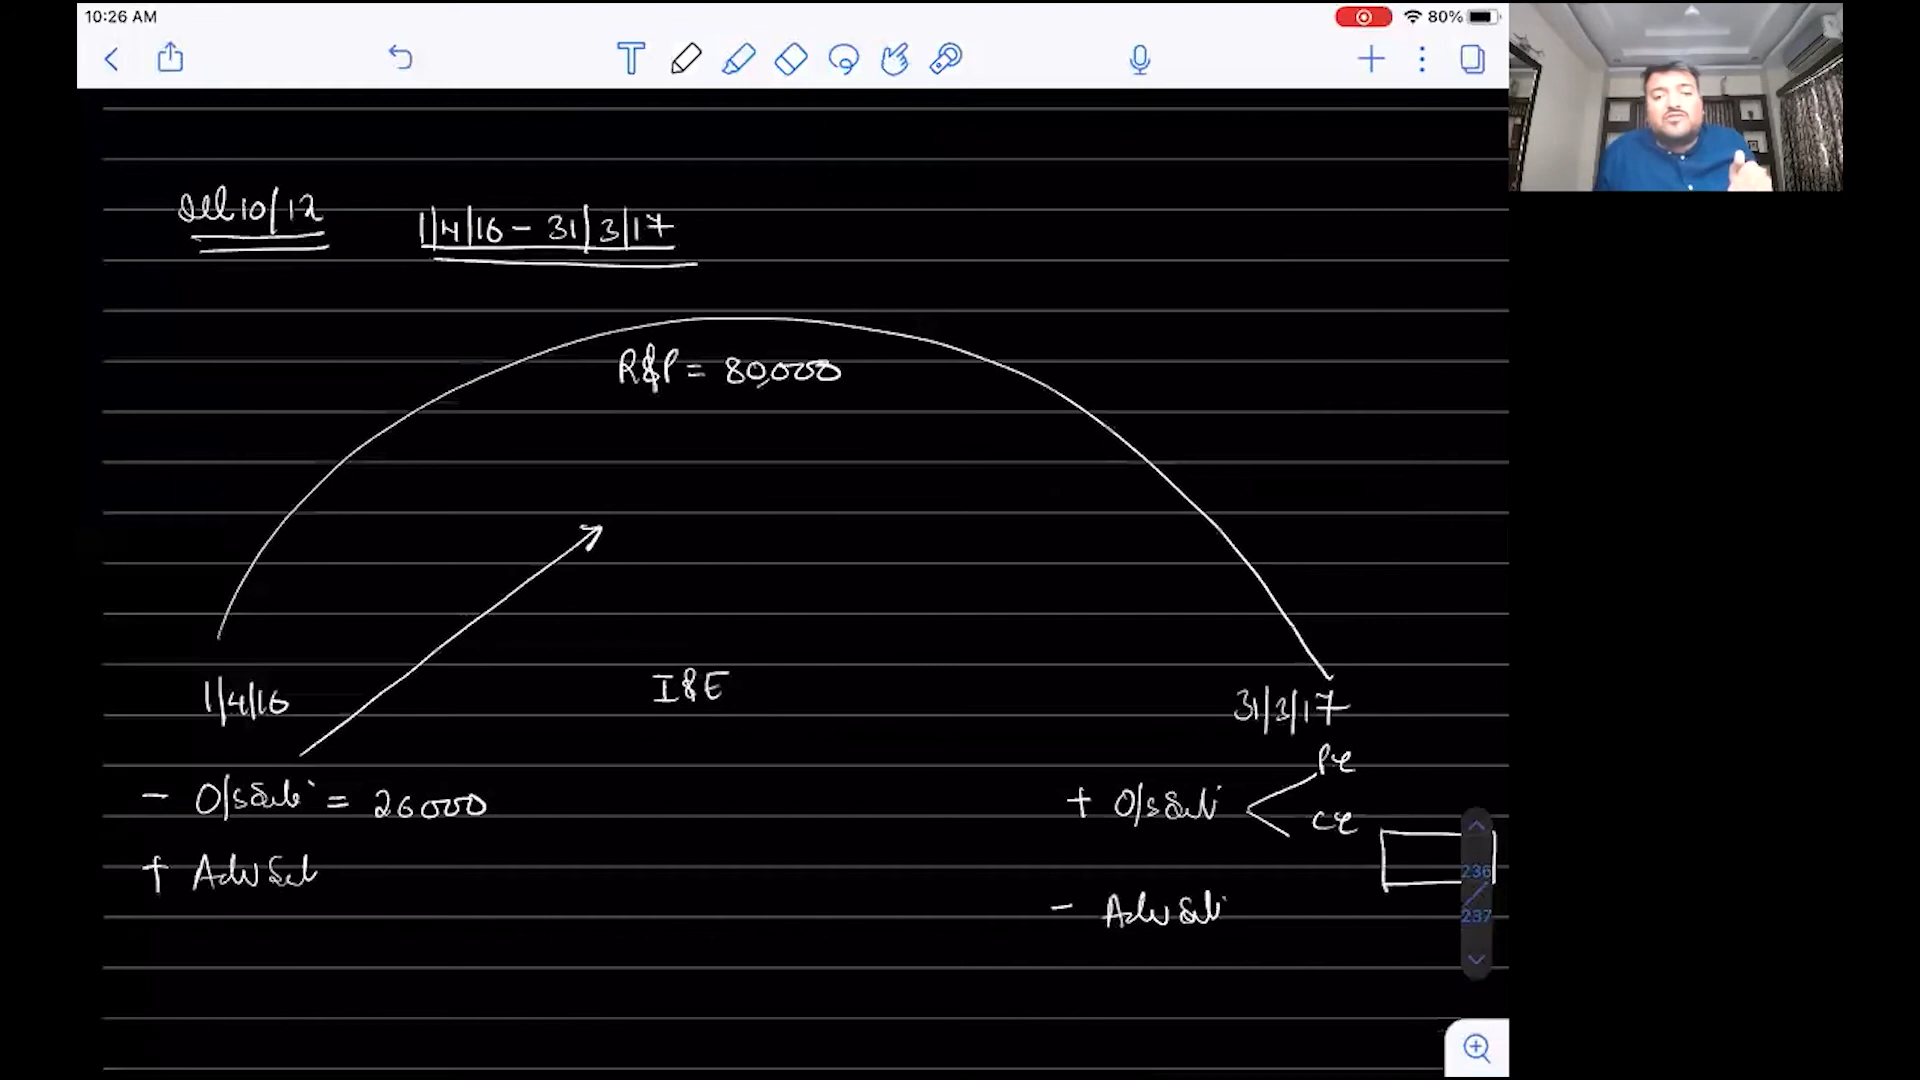 10:26 AM
80%
10/12
1/4/16 - 31/3/17
R&P = 80,000
1/4/16
I&E
31/3/17
PY
- O/s Sub = 26000
+ O/s Sub
CY
+ Adv Sub
236
- Adv Sub
237